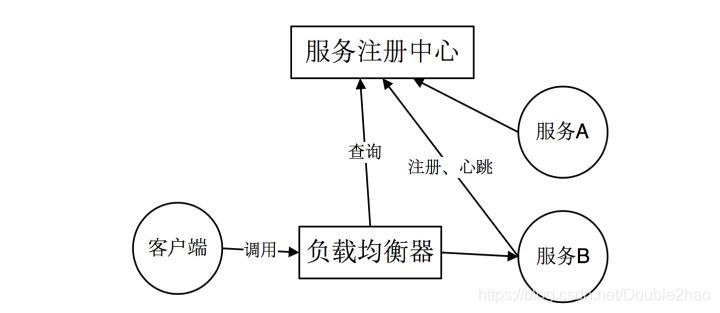 服务注册中心
服务A
查询
注册、心跳
客户端
调用
负载均衡器
服务B
https://blog.csdn.net/Double2hao